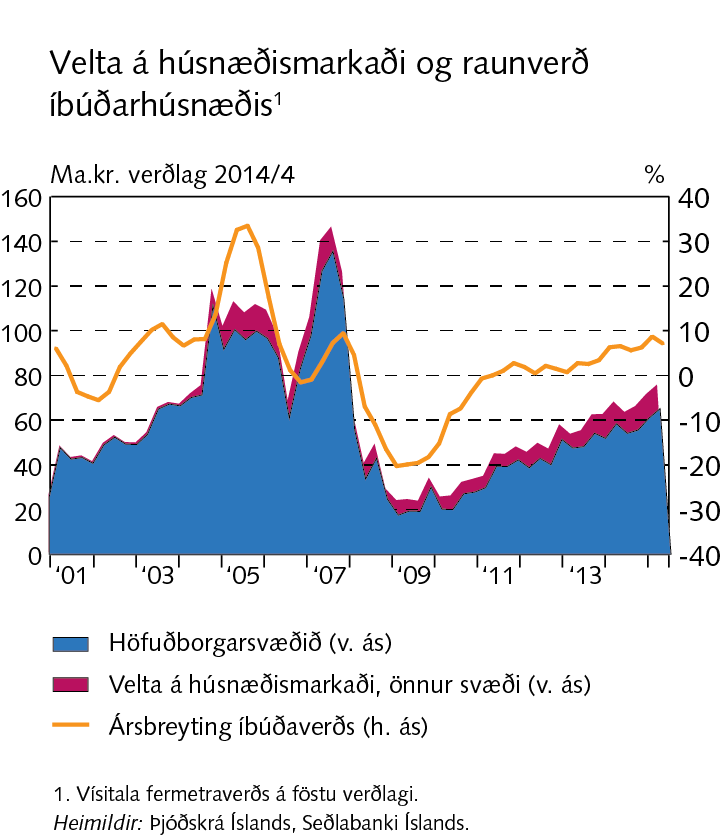 Velta á húsnæðismarkaði og raunverð
íbúðarhúsnæðis¹
Ma.kr. verðlag 2014/4 %
160 40
140 30
120 20
100 10
80 0
60 -10
40 -20
20 -30
0 -40
‘01 ‘03 ‘05 ‘07 ‘09 ‘11 ‘13
Höfuðborgarsvæðið (v. ás)
Velta á húsnæðismarkaði, önnur svæði (v. ás)
Ársbreyting íbúðaverðs (h. ás)
1. Vísitala fermetraverðs á föstu verðlagi.
Heimildir: Þjóðskrá Íslands, Seðlabanki Íslands.